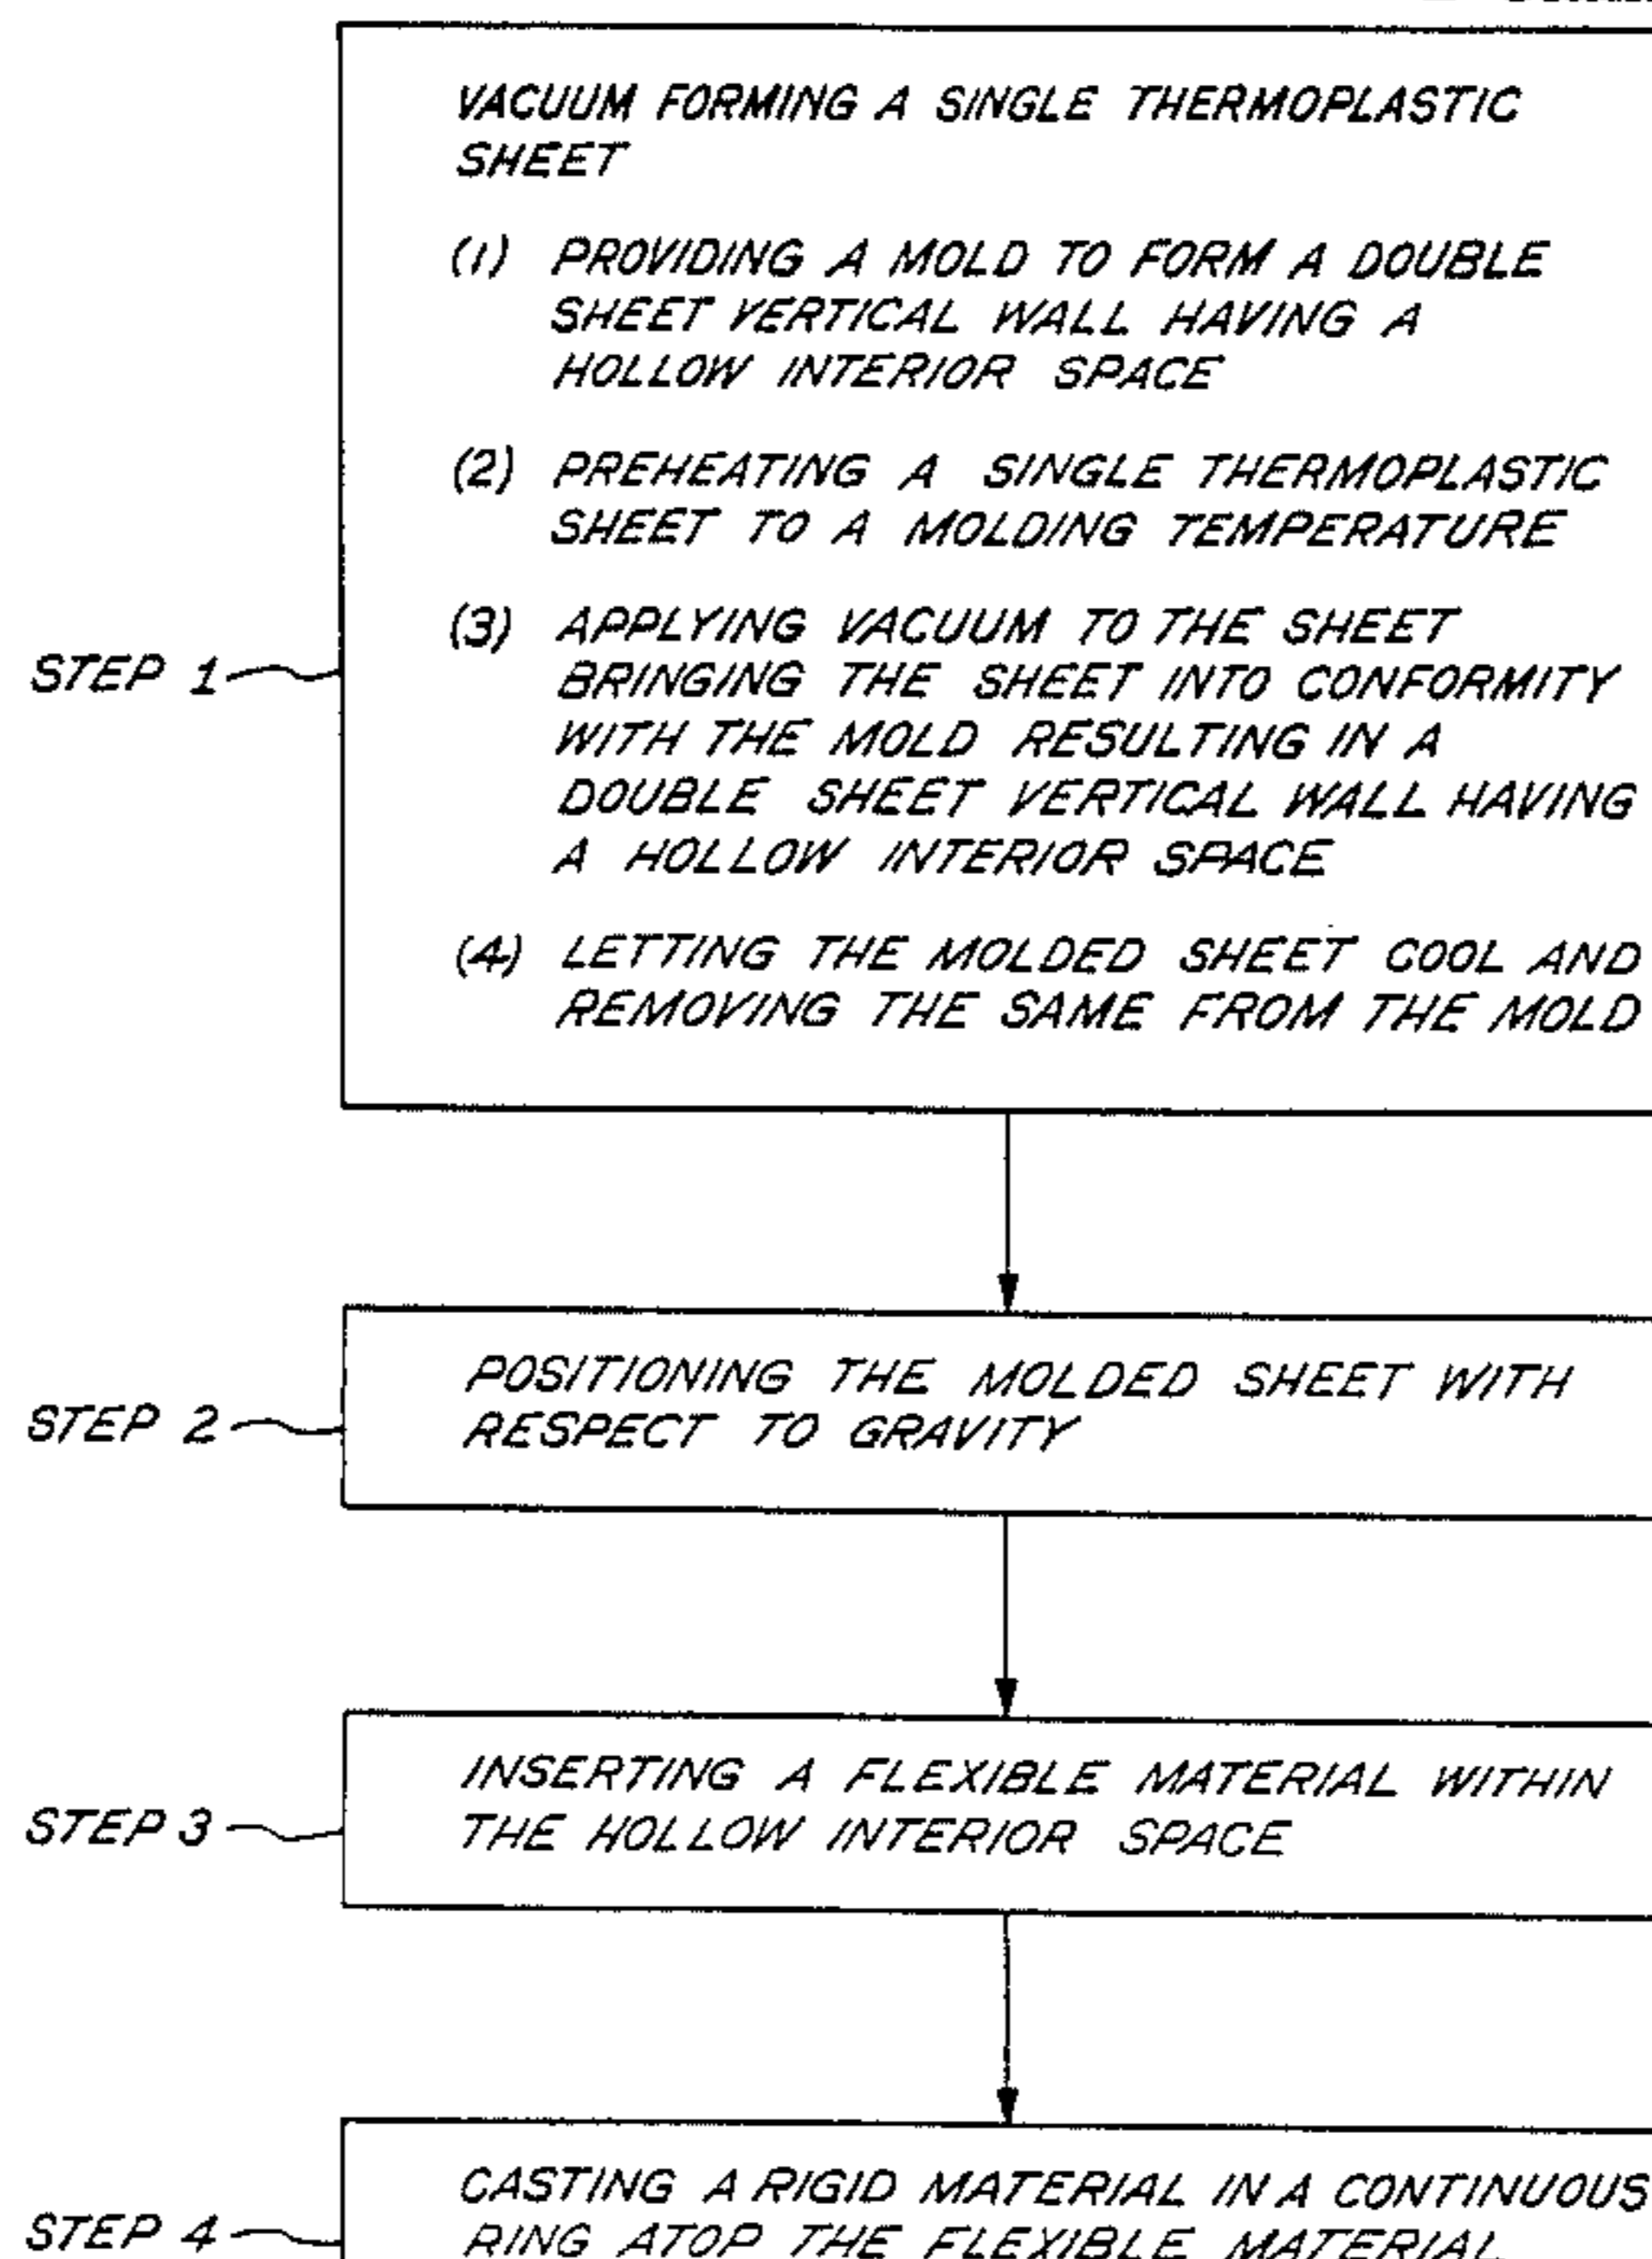 VACUUM FORMING A SINGLE THERMOPLASTIC
SHEET
(1) PROVIDING A MOLD TO FORM A DOUBLE
SHEET VERTICAL WALL HAVING A
HOLLOW INTERIOR SPACE
(2) PREHEATING A SINGLE THERMOPLASTIC
SHEET TO A MOLDING TEMPERATURE
(3) APPLYING VACUUM TO THE SHEET
BRINGING THE SHEET INTO CONFORMITY
WITH THE MOLD RESULTING IN A
DOUBLE SHEET VERTICAL WALL HAVING
A HOLLOW INTERIOR SPACE
(4) LETTING THE MOLDED SHEET COOL AND
REMOVING THE SAME FROM THE MOLD
STEP 1
POSITIONING THE MOLDED SHEET WITH
RESPECT TO GRAVITY
STEP 2
INSERTING A FLEXIBLE MATERIAL WITHIN
THE HOLLOW INTERIOR SPACE
STEP 3
CASTING A RIGID MATERIAL IN A CONTINUOUS
RING ATOP THE FLEXIBLE MATERIAL
STEP 4